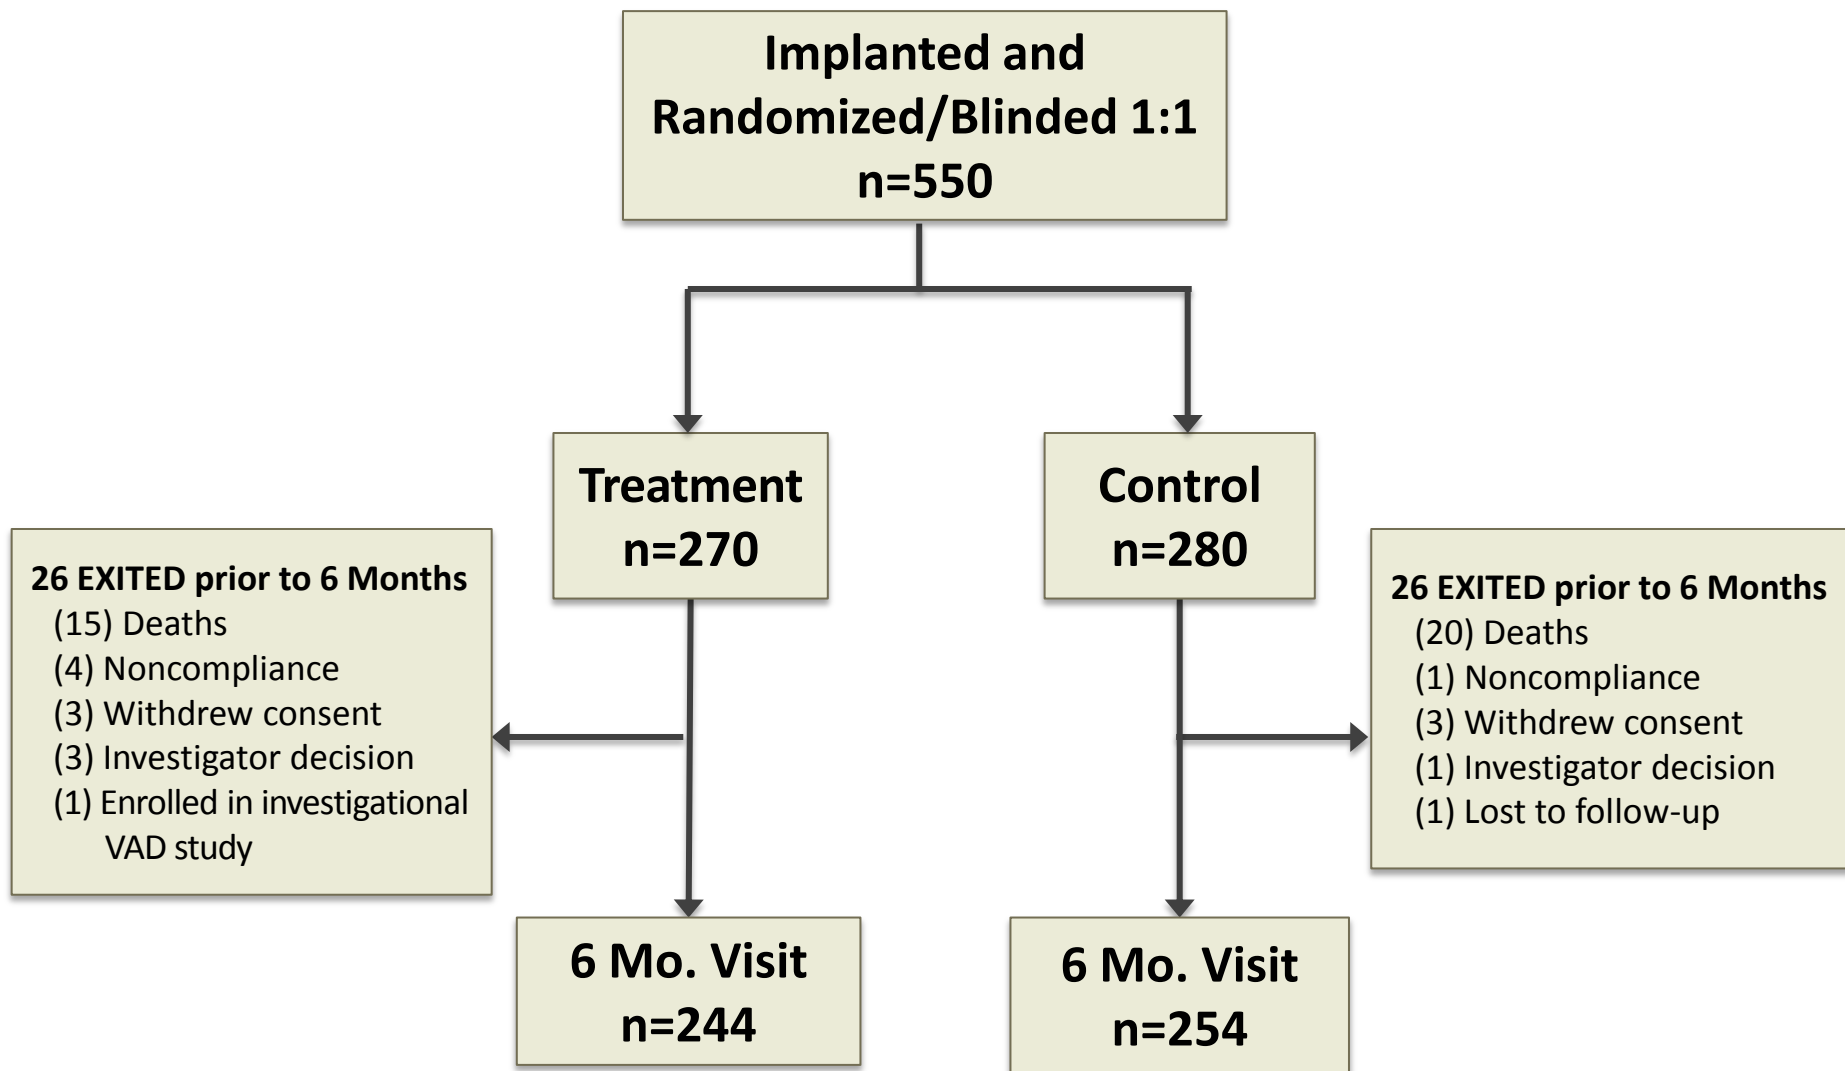 Implanted and
Randomized/Blinded 1:1
n=550
Treatment
n=270
Control
n=280
26 EXITED prior to 6 Months
(15) Deaths
(4) Noncompliance
(3) Withdrew consent
(3) Investigator decision
(1) Enrolled in investigational
VAD study
26 EXITED prior to 6 Months
(20) Deaths
(1) Noncompliance
(3) Withdrew consent
(1) Investigator decision
(1) Lost to follow-up
6 Mo. Visit
n=244
6 Mo. Visit
n=254